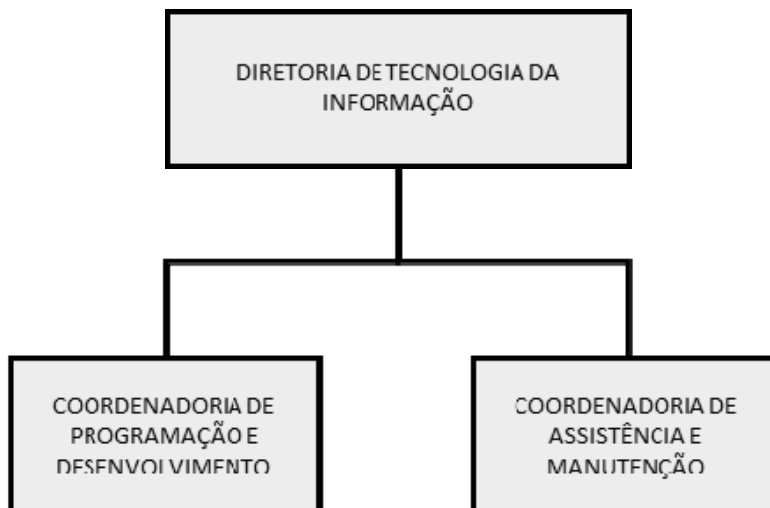 DIRETORIA DE TECNOLOGIA DA
INFORMAÇÃO
COORDENADORIA DE
PROGRAMAÇÃO E
DESENVOLVIMENTO
COORDENADORIA DE
ASSISTÊNCIA E
MANUTENÇÃO